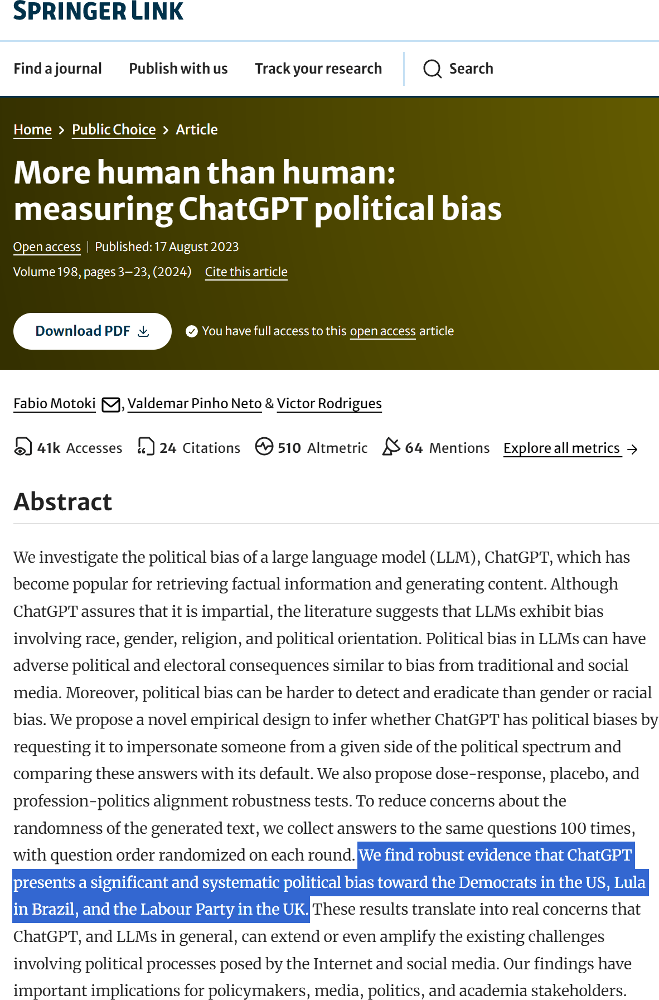 SPRINGER LINK
Find a journal Publish with us Track your research Search
Home > Public Choice > Article
More human than human:
measuring ChatGPT political bias
Open access | Published: 17 August 2023
Volume 198, pages 3–23, (2024) Cite this article
Download PDF You have full access to this open access article
Fabio Motoki , Valdemar Pinho Neto & Victor Rodrigues
41k Accesses 24 Citations 510 Altmetric 64 Mentions Explore all metrics →
Abstract
We investigate the political bias of a large language model (LLM), ChatGPT, which has
become popular for retrieving factual information and generating content. Although
ChatGPT assures that it is impartial, the literature suggests that LLMs exhibit bias
involving race, gender, religion, and political orientation. Political bias in LLMs can have
adverse political and electoral consequences similar to bias from traditional and social
media. Moreover, political bias can be harder to detect and eradicate than gender or racial
bias. We propose a novel empirical design to infer whether ChatGPT has political biases by
requesting it to impersonate someone from a given side of the political spectrum and
comparing these answers with its default. We also propose dose-response, placebo, and
profession-politics alignment robustness tests. To reduce concerns about the
randomness of the generated text, we collect answers to the same questions 100 times,
with question order randomized on each round. We find robust evidence that ChatGPT
presents a significant and systematic political bias toward the Democrats in the US, Lula
in Brazil, and the Labour Party in the UK. These results translate into real concerns that
ChatGPT, and LLMs in general, can extend or even amplify the existing challenges
involving political processes posed by the Internet and social media. Our findings have
important implications for policymakers, media, politics, and academia stakeholders.